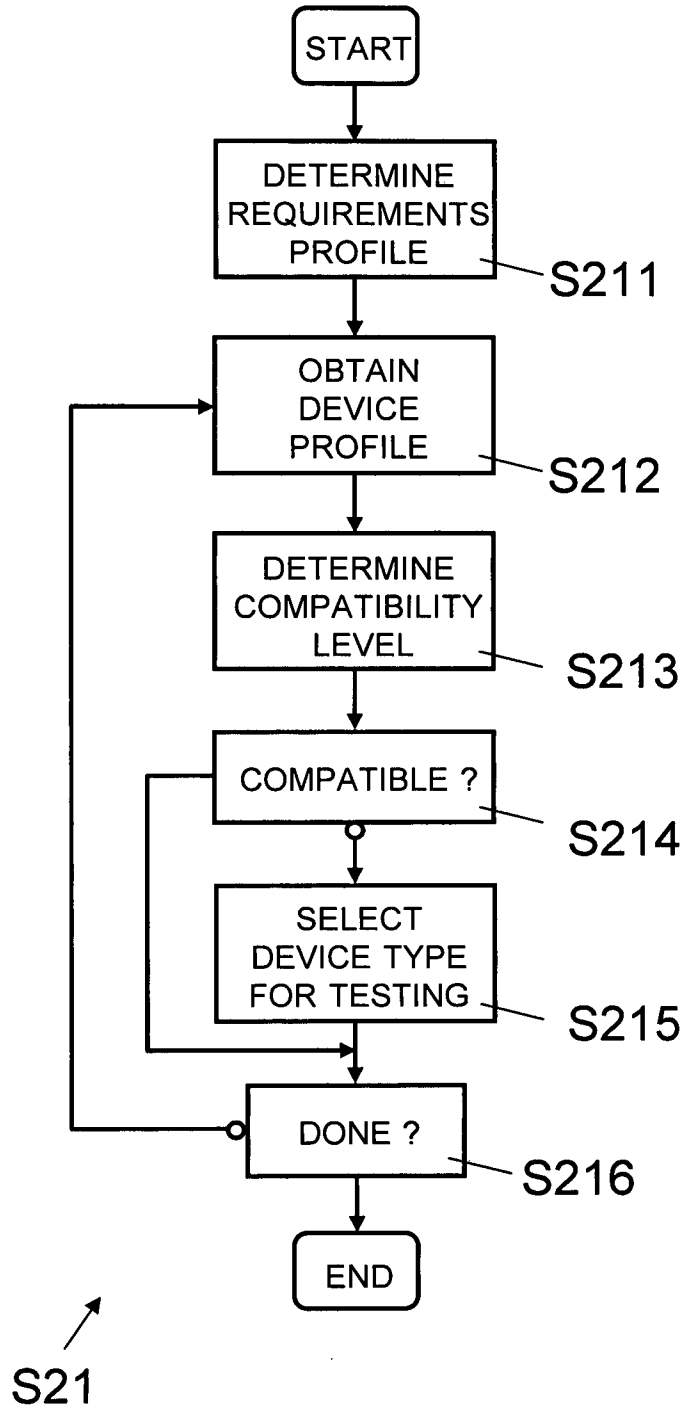 START
DETERMINE
REQUIREMENTS
PROFILE
S211
OBTAIN
DEVICE
PROFILE
S212
DETERMINE
COMPATIBILITY
LEVEL
S213
COMPATIBLE ?
S214
SELECT
DEVICE TYPE
FOR TESTING
S215
DONE ?
S216
END
S21